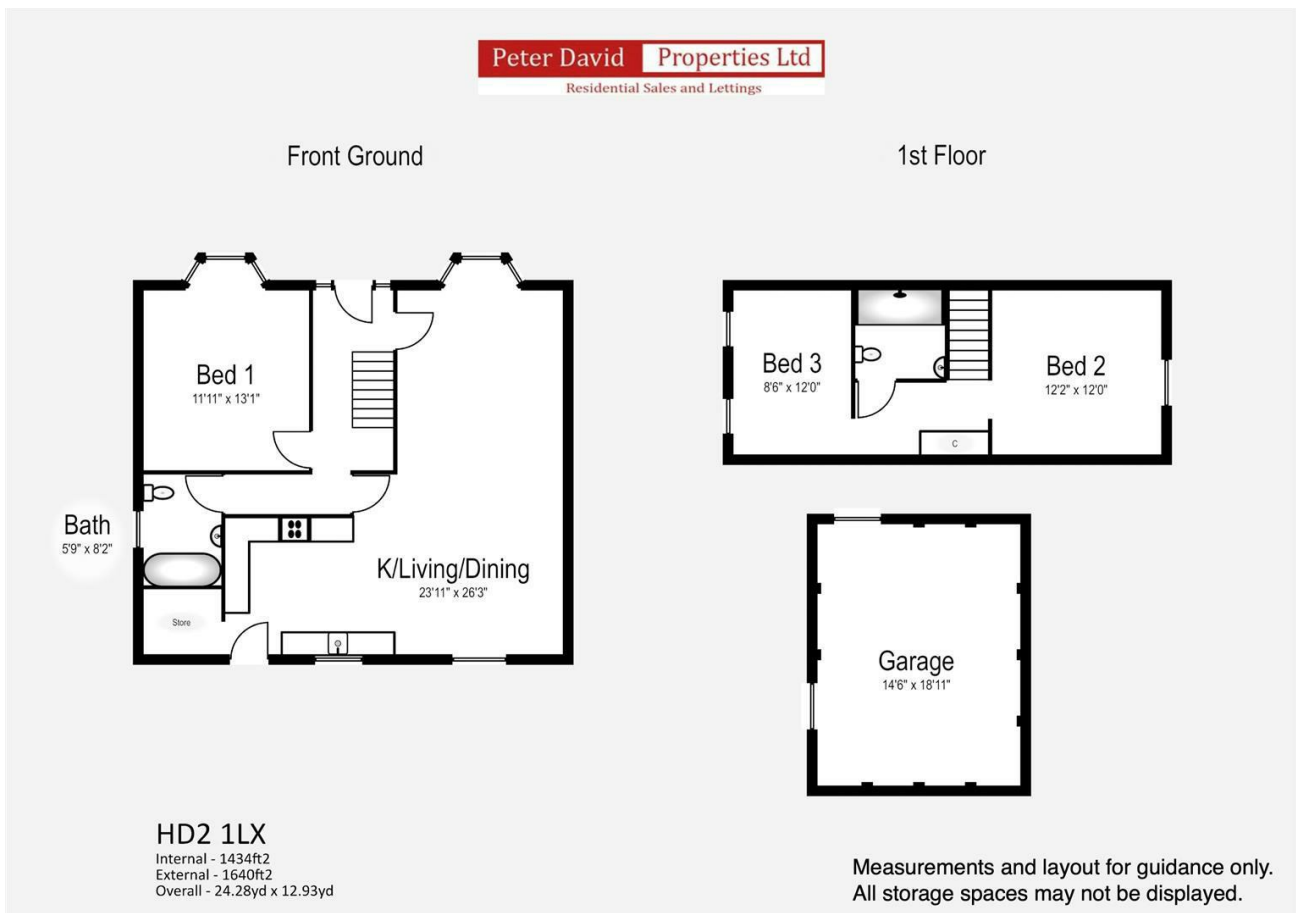 Peter David Properties Ltd
Residential Sales and Lettings
Front Ground
1st Floor
Bed 1
11'11" x 13'1"
Bed 3
8'6" x 12'0"
Bed 2
12'2" x 12'0"
C
Bath
5'9" x 8'2"
K/Living/Dining
23'11" x 26'3"
Store
Garage
14'6" x 18'11"
HD2 1LX
Internal - 1434ft2
External - 1640ft2
Overall - 24.28yd x 12.93yd
Measurements and layout for guidance only.
All storage spaces may not be displayed.